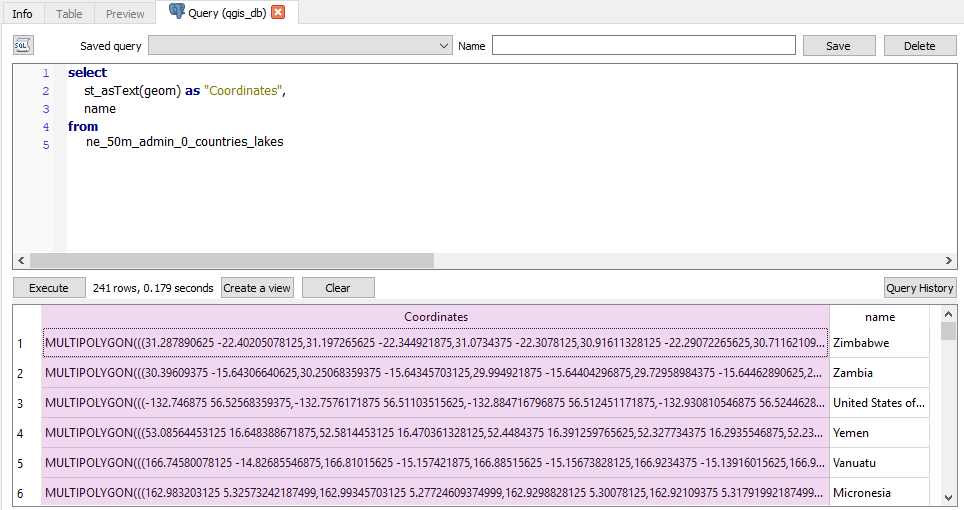 Info Table Preview Query (qgis_db)
SQL Saved query Name Save Delete
1 select
2 st_asText(geom) as "Coordinates",
3 name
4 from
5 ne_50m_admin_0_countries_lakes
Execute 241 rows, 0.179 seconds Create a view Clear Query History
Coordinates name
1 MULTIPOLYGON(((31.287890625 -22.40205078125,31.197265625 -22.344921875,31.0734375 -22.3078125,30.91611328125 -22.29072265625,30.71162109... Zimbabwe
2 MULTIPOLYGON(((30.39609375 -15.64306640625,30.25068359375 -15.64345703125,29.994921875 -15.64404296875,29.72958984375 -15.64462890625,2... Zambia
3 MULTIPOLYGON(((-132.746875 56.52568359375,-132.7576171875 56.51103515625,-132.884716796875 56.512451171875,-132.930810546875 56.5244628... United States of...
4 MULTIPOLYGON(((53.08564453125 16.648388671875,52.5814453125 16.470361328125,52.4484375 16.391259765625,52.327734375 16.2935546875,52.23... Yemen
5 MULTIPOLYGON(((166.74580078125 -14.82685546875,166.81015625 -15.157421875,166.88515625 -15.15673828125,166.9234375 -15.13916015625,166.9... Vanuatu
6 MULTIPOLYGON(((162.983203125 5.32573242187499,162.99345703125 5.27724609374999,162.9298828125 5.30078125,162.92109375 5.31791992187499... Micronesia